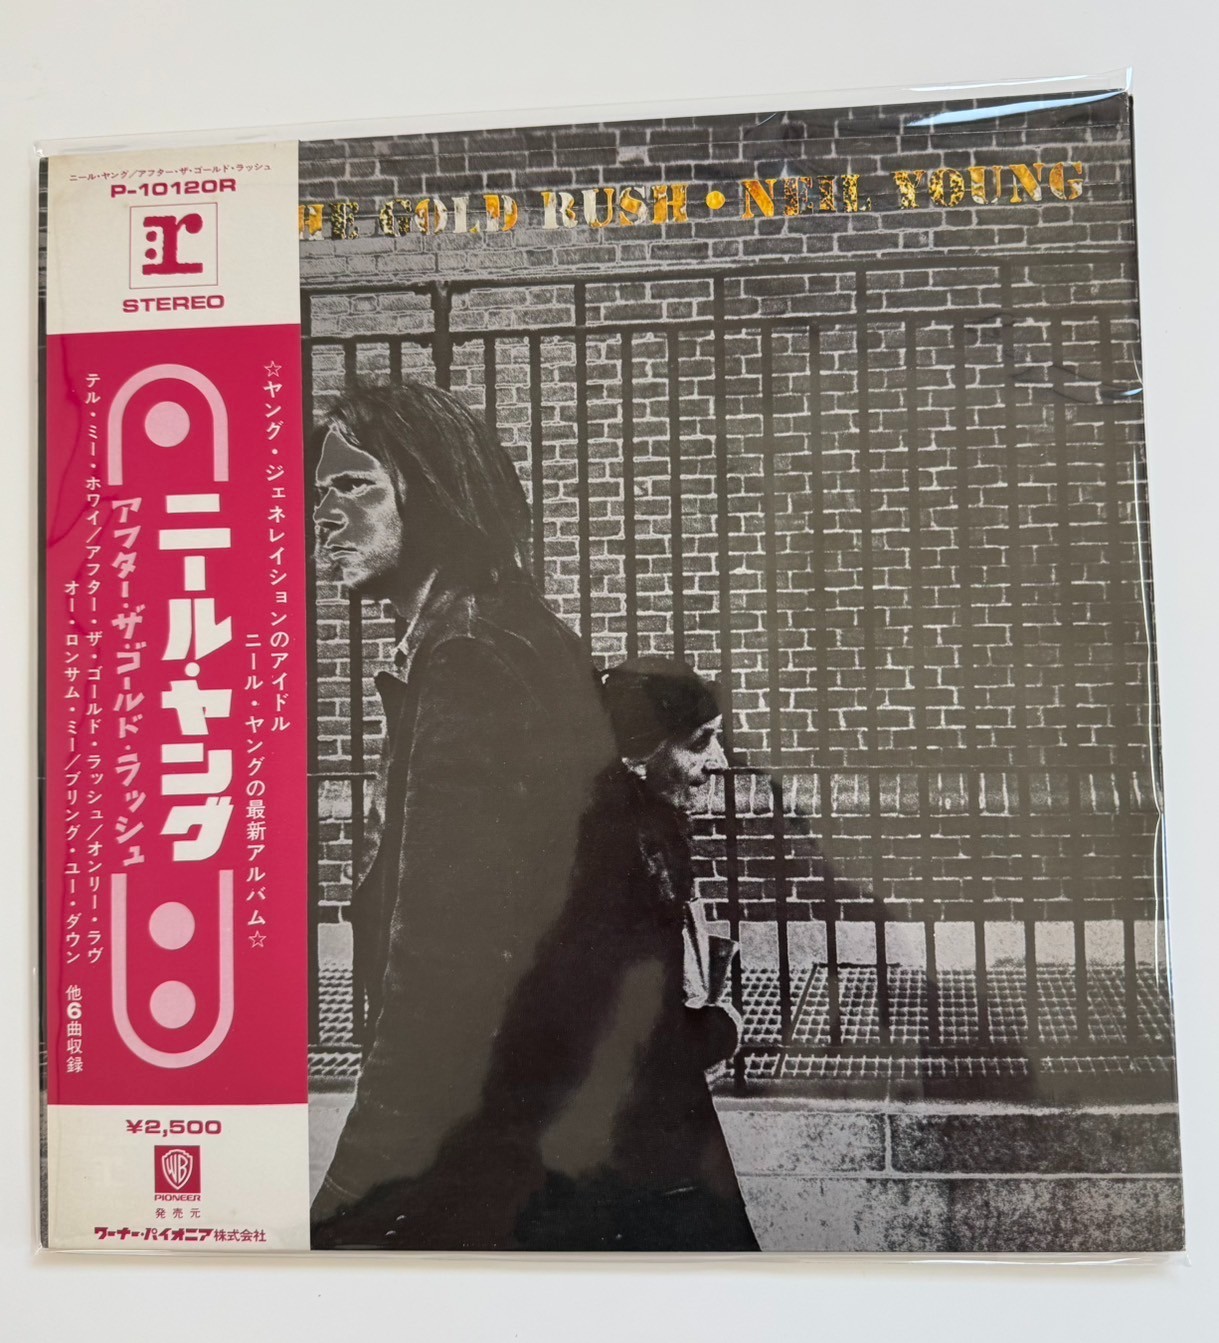 ニール・ヤング/アフター・ザ・ゴールド・ラッシュ
P-10120R
r
STEREO
HE GOLD RUSH • NEIL YOUNG
☆ヤング・ジェネレイションのアイドル
ニール・ヤングの最新アルバム☆
ニール・ヤング
アフター・ザ・ゴールド・ラッシュ
テル・ミー・ホワイ/アフター・ザ・ゴールド・ラッシュ/オンリー・ラヴ
オー・ロンサム・ミー/ブリング・ユー・ダウン 他6曲収録
¥2,500
WB
PIONEER
発売元
ワーナー・パイオニア株式会社